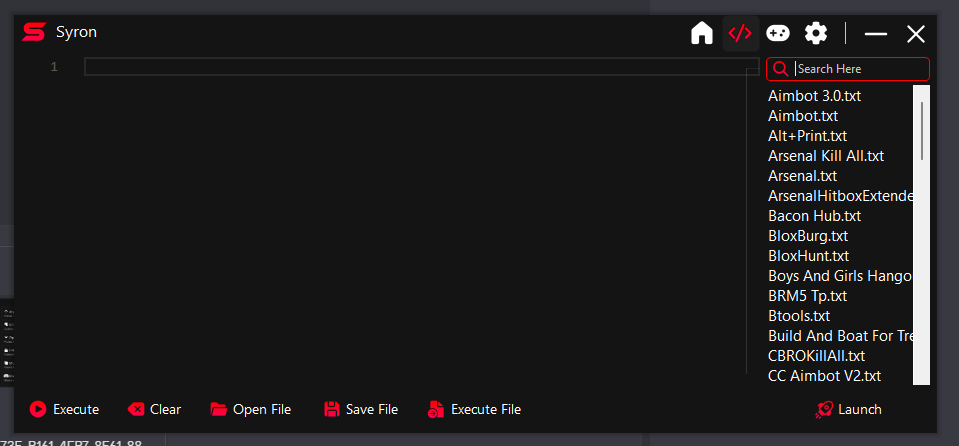 Syron
1
Search Here
Aimbot 3.0.txt
Aimbot.txt
Alt+Print.txt
Arsenal Kill All.txt
Arsenal.txt
ArsenalHitboxExtende
Bacon Hub.txt
BloxBurg.txt
BloxHunt.txt
Boys And Girls Hango
BRM5 Tp.txt
Btools.txt
Build And Boat For Tre
CBROKillAll.txt
CC Aimbot V2.txt
Execute Clear Open File Save File Execute File Launch